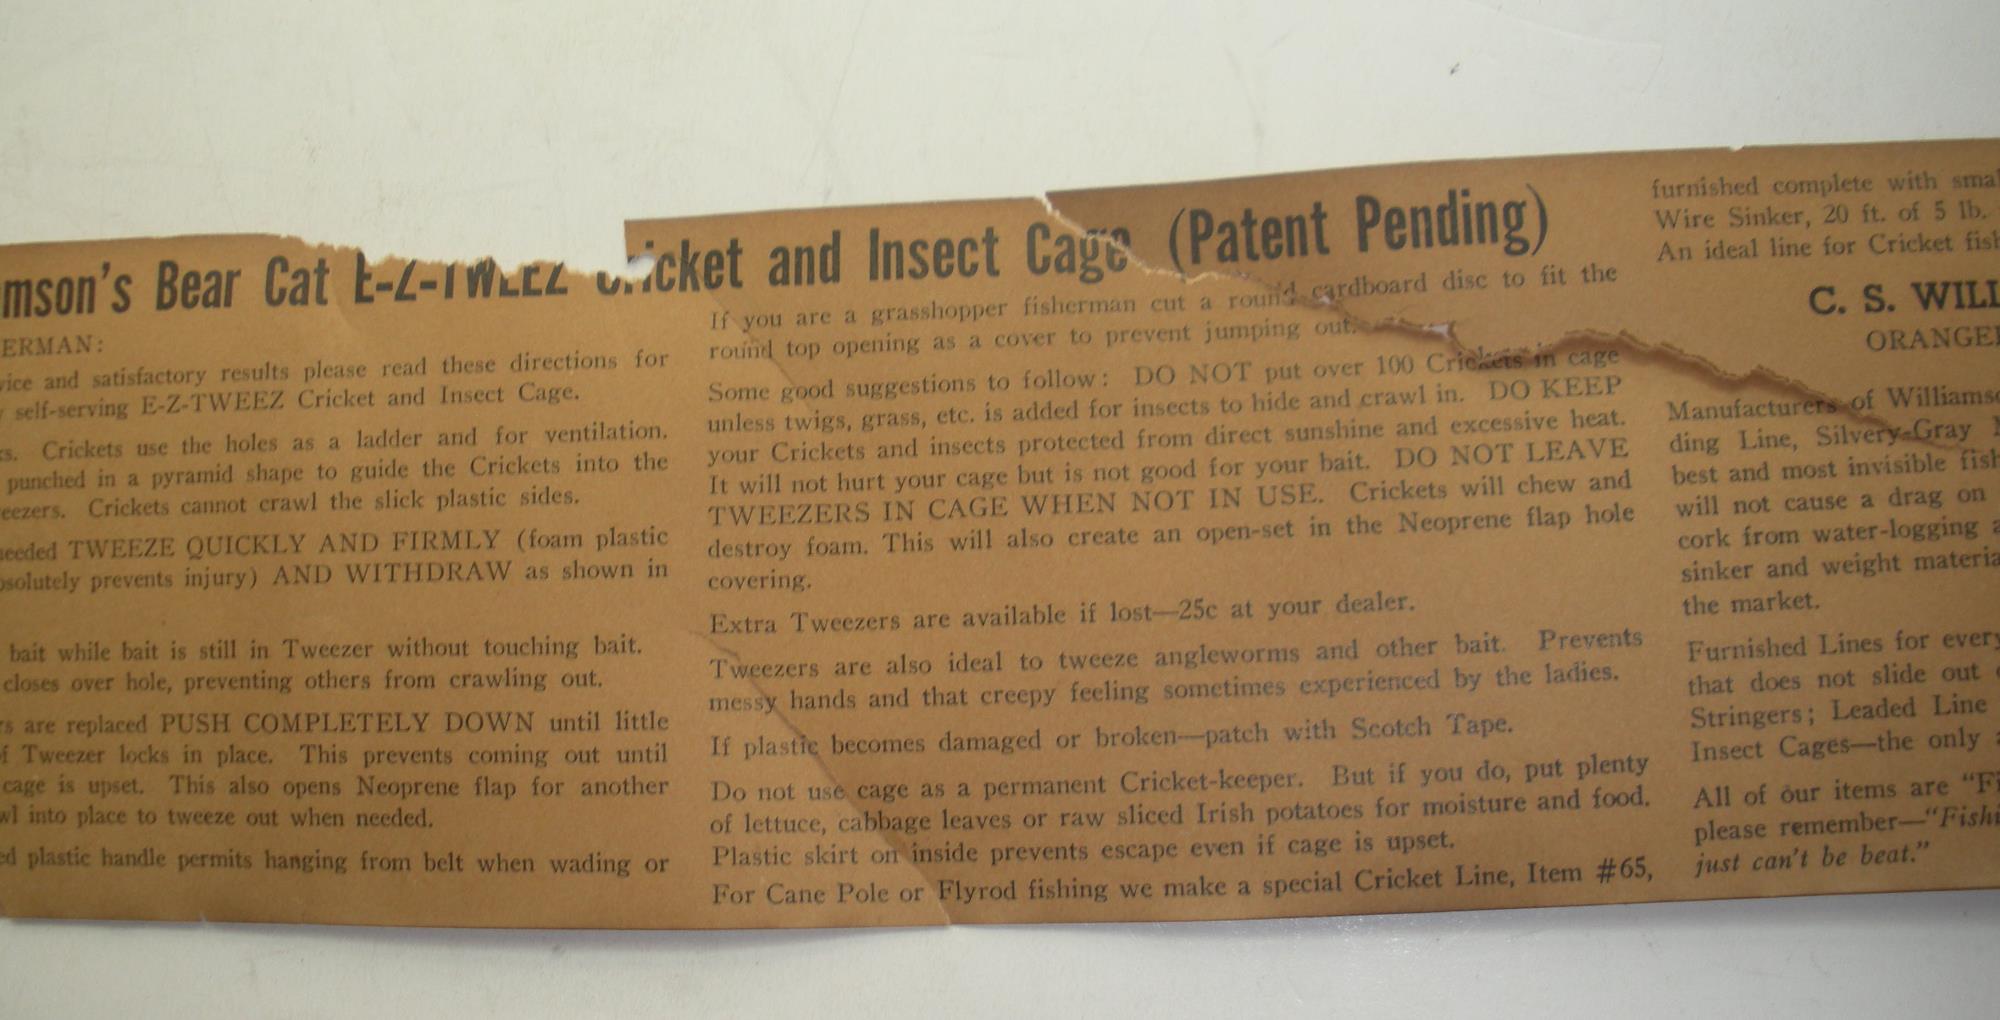 mson's Bear Cat E-Z-TWEEZ Cricket and Insect Cage (Patent Pending)
ERMAN:
vice and satisfactory results please read these directions for
self-serving E-Z-TWEEZ Cricket and Insect Cage.
ks. Crickets use the holes as a ladder and for ventilation.
punched in a pyramid shape to guide the Crickets into the
eezers. Crickets cannot crawl the slick plastic sides.
needed TWEEZE QUICKLY AND FIRMLY (foam plastic
bsolutely prevents injury) AND WITHDRAW as shown in
bait while bait is still in Tweezer without touching bait.
closes over hole, preventing others from crawling out.
rs are replaced PUSH COMPLETELY DOWN until little
of Tweezer locks in place. This prevents coming out until
cage is upset. This also opens Neoprene flap for another
wl into place to tweeze out when needed.
ed plastic handle permits hanging from belt when wading or
If you are a grasshopper fisherman cut a round cardboard disc to fit the
round top opening as a cover to prevent jumping out.
Some good suggestions to follow: DO NOT put over 100 Crickets in cage
unless twigs, grass, etc. is added for insects to hide and crawl in. DO KEEP
your Crickets and insects protected from direct sunshine and excessive heat.
It will not hurt your cage but is not good for your bait. DO NOT LEAVE
TWEEZERS IN CAGE WHEN NOT IN USE. Crickets will chew and
destroy foam. This will also create an open-set in the Neoprene flap hole
covering.
Extra Tweezers are available if lost—25c at your dealer.
Tweezers are also ideal to tweeze angleworms and other bait. Prevents
messy hands and that creepy feeling sometimes experienced by the ladies.
If plastic becomes damaged or broken—patch with Scotch Tape.
Do not use cage as a permanent Cricket-keeper. But if you do, put plenty
of lettuce, cabbage leaves or raw sliced Irish potatoes for moisture and food.
Plastic skirt on inside prevents escape even if cage is upset.
For Cane Pole or Flyrod fishing we make a special Cricket Line, Item #65,
furnished complete with smal
Wire Sinker, 20 ft. of 5 lb.
An ideal line for Cricket fish
C. S. WILL
ORANGE
Manufacturers of Williamso
ding Line, Silvery-Gray
best and most invisible fish
will not cause a drag on
cork from water-logging a
sinker and weight materia
the market.
Furnished Lines for every
that does not slide out
Stringers; Leaded Line
Insect Cages—the only a
All of our items are "Fi
please remember—"Fishi
just can't be beat."